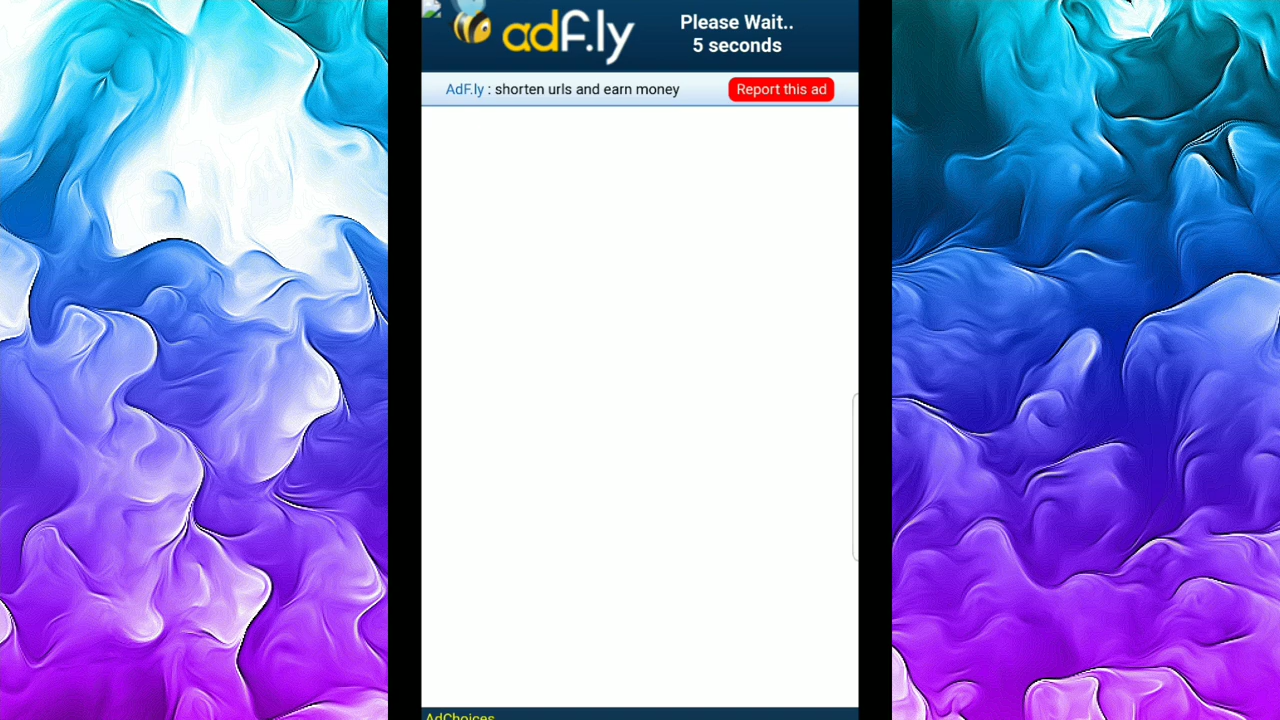 adf.ly
Please Wait..
5 seconds
AdF.ly : shorten urls and earn money
Report this ad
AdChoices